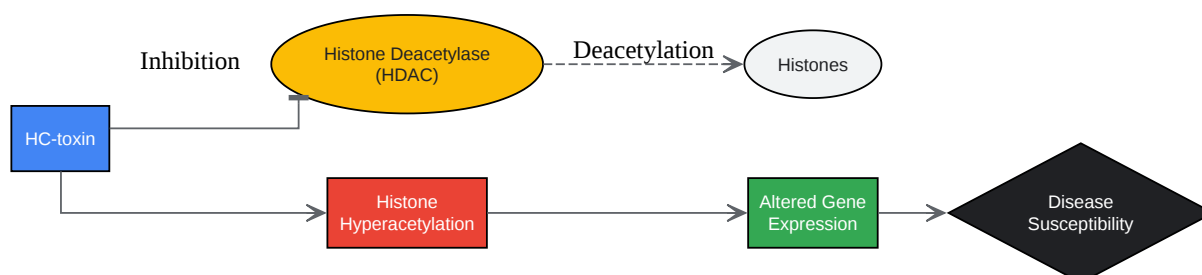 Inhibition
Histone Deacetylase
(HDAC)
Deacetylation
Histones
HC-toxin
Histone
Hyperacetylation
Altered Gene
Expression
Disease
Susceptibility